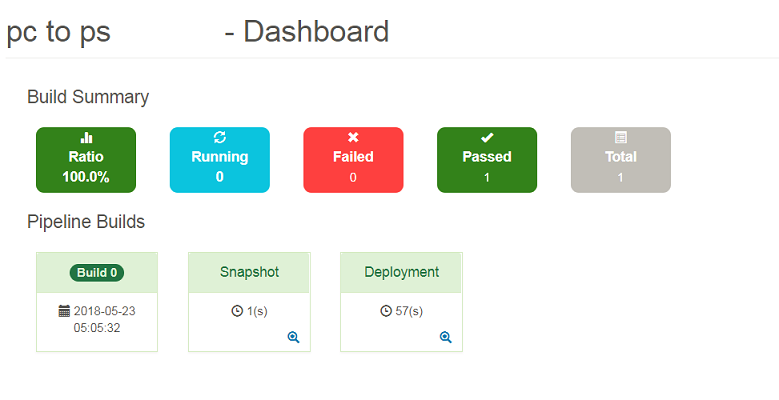 pc to ps - Dashboard
Build Summary
Ratio
100.0%
Running
0
Failed
0
Passed
1
Total
1
Pipeline Builds
Build 0
2018-05-23
05:05:32
Snapshot
1(s)
Deployment
57(s)